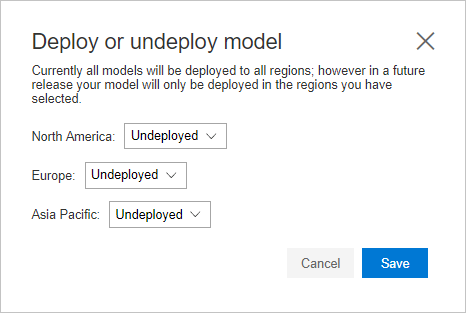 Deploy or undeploy model
Currently all models will be deployed to all regions; however in a future
release your model will only be deployed in the regions you have
selected.
North America: Undeployed
Europe: Undeployed
Asia Pacific: Undeployed
Cancel Save